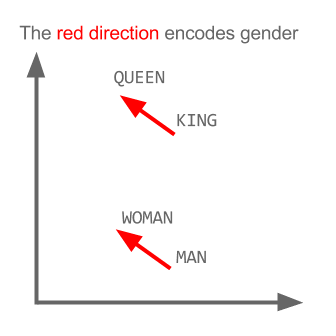 The red direction encodes gender
QUEEN
KING
WOMAN
MAN